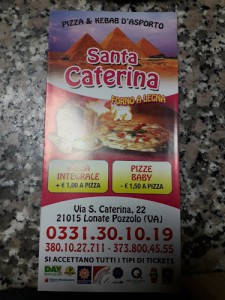 PIZZA & KEBAB D'ASPORTO
Santa
Caterina
FORNO A LEGNA
INTEGRALE
+ € 1,00 A PIZZA
PIZZE
BABY
- € 1,50 A PIZZA
Via S. Caterina, 22
21015 Lonate Pozzolo (VA)
0331.30.10.19
380.10.27.711 - 373.800.45.55
SI ACCETTANO TUTTI I TIPI DI TICKETS
DAY